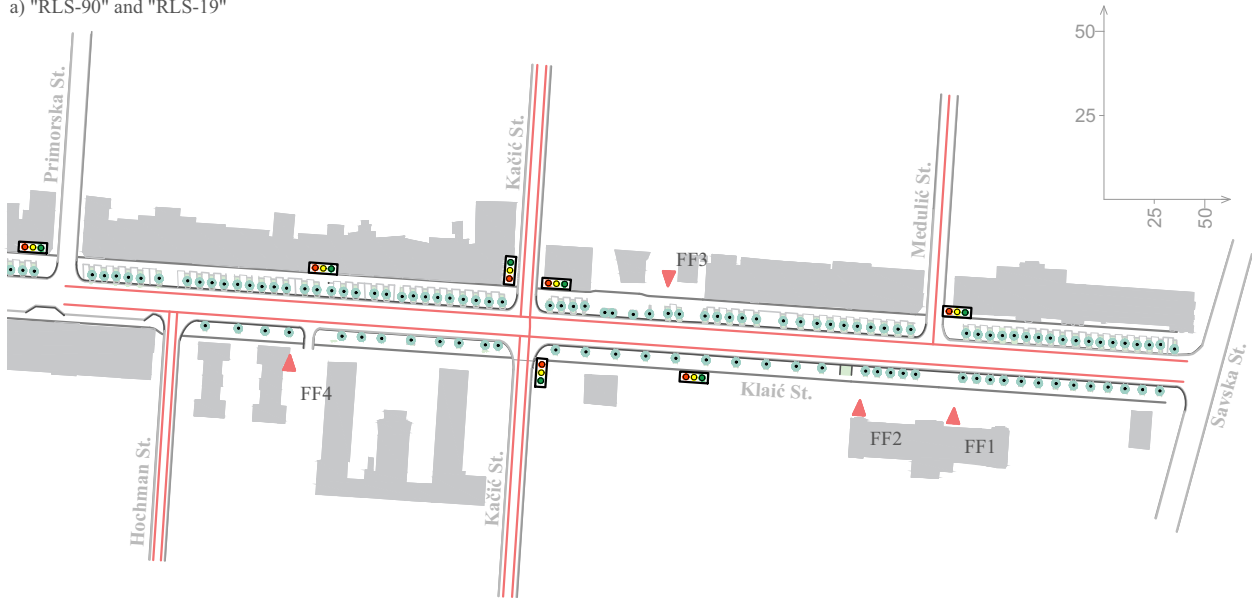 a) "RLS-90" and "RLS-19"
50
25
25
50
Primorska St.
Kačić St.
Medulić St.
FF3
FF4
Klaić St.
FF2
FF1
Savska St.
Hochman St.
Kačić St.